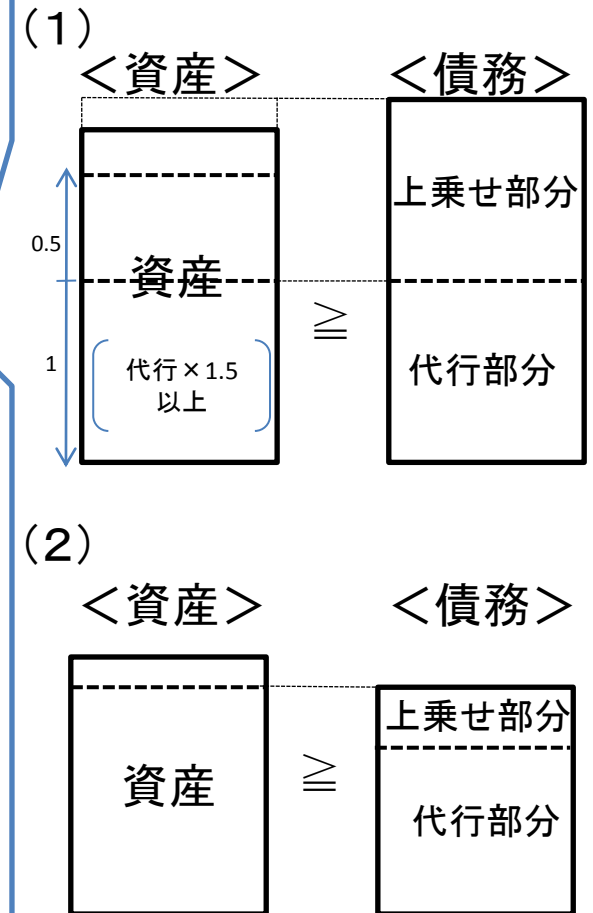 （１）
＜資産＞ ＜債務＞
上乗せ部分
0.5
資産
≧
1
代行×1.5
以上
代行部分
（２）
＜資産＞ ＜債務＞
上乗せ部分
資産
≧
代行部分